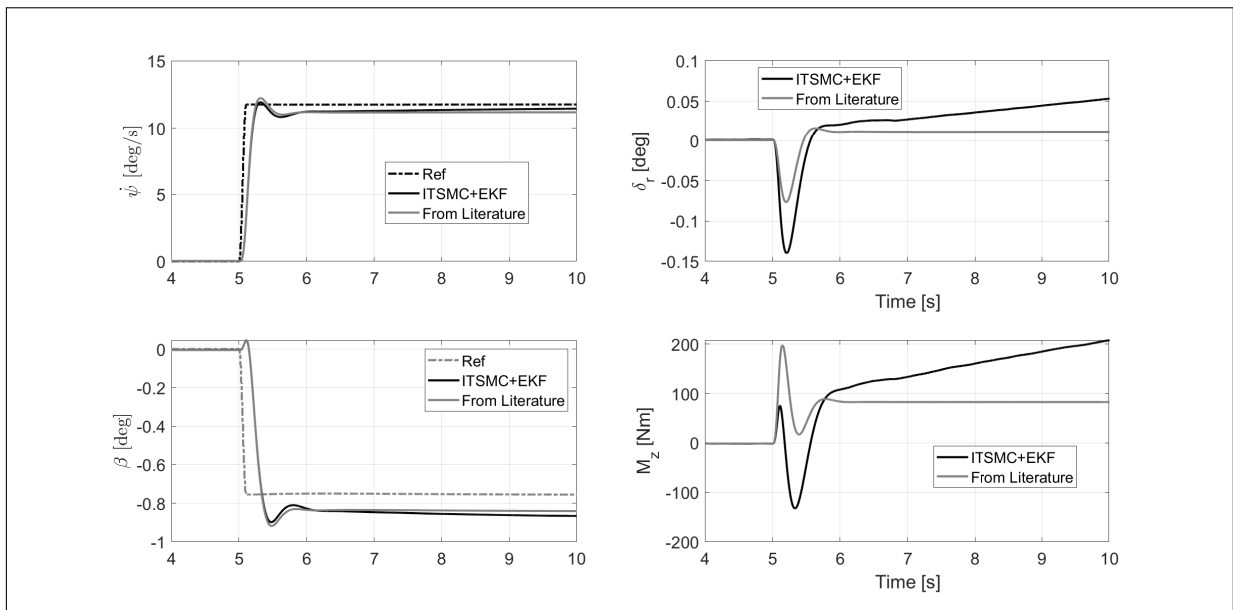 15
10
5
0
4 5 6 7 8 9 10
ψ̇ [deg/s]
Ref
ITSMC+EKF
From Literature
0.1
0.05
0
-0.05
-0.1
-0.15
4 5 6 7 8 9 10
δ_r [deg]
Time [s]
ITSMC+EKF
From Literature
0
-0.2
-0.4
-0.6
-0.8
-1
4 5 6 7 8 9 10
β [deg]
Ref
ITSMC+EKF
From Literature
200
100
0
-100
-200
4 5 6 7 8 9 10
M_z [Nm]
Time [s]
ITSMC+EKF
From Literature